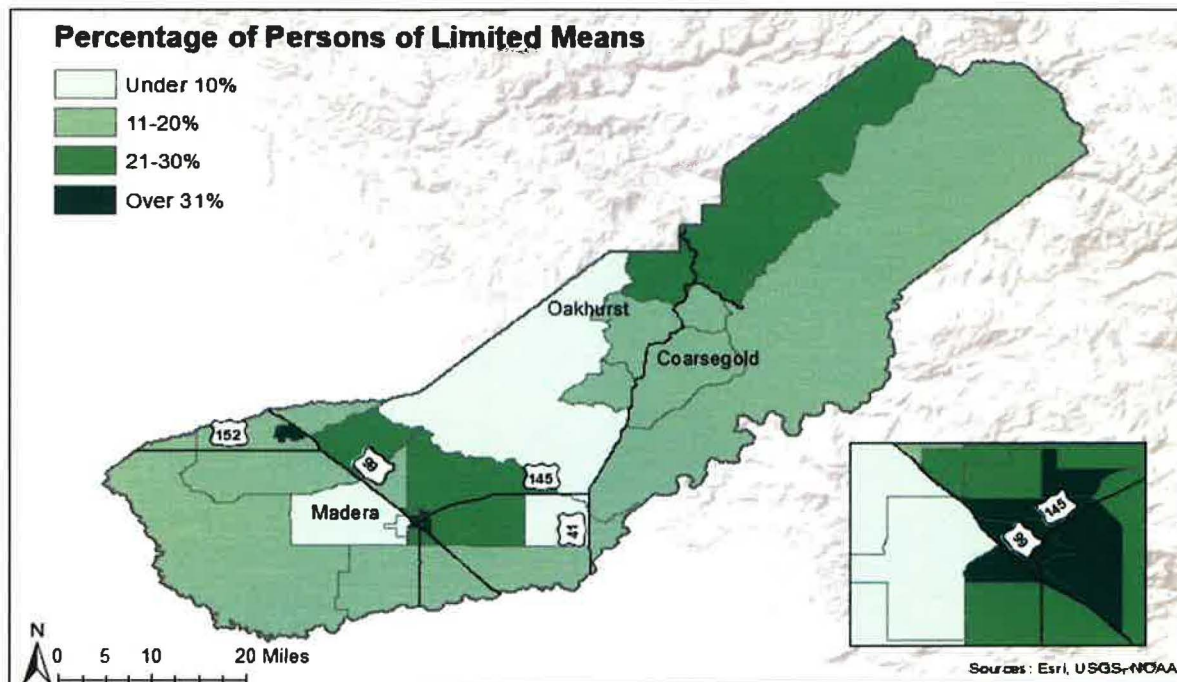 Percentage of Persons of Limited Means
Under 10%
11-20%
21-30%
Over 31%
Oakhurst
Coarsegold
152
99
145
Madera
41
145
99
N
0 5 10 20 Miles
Sources: Esri, USGS, NOAA